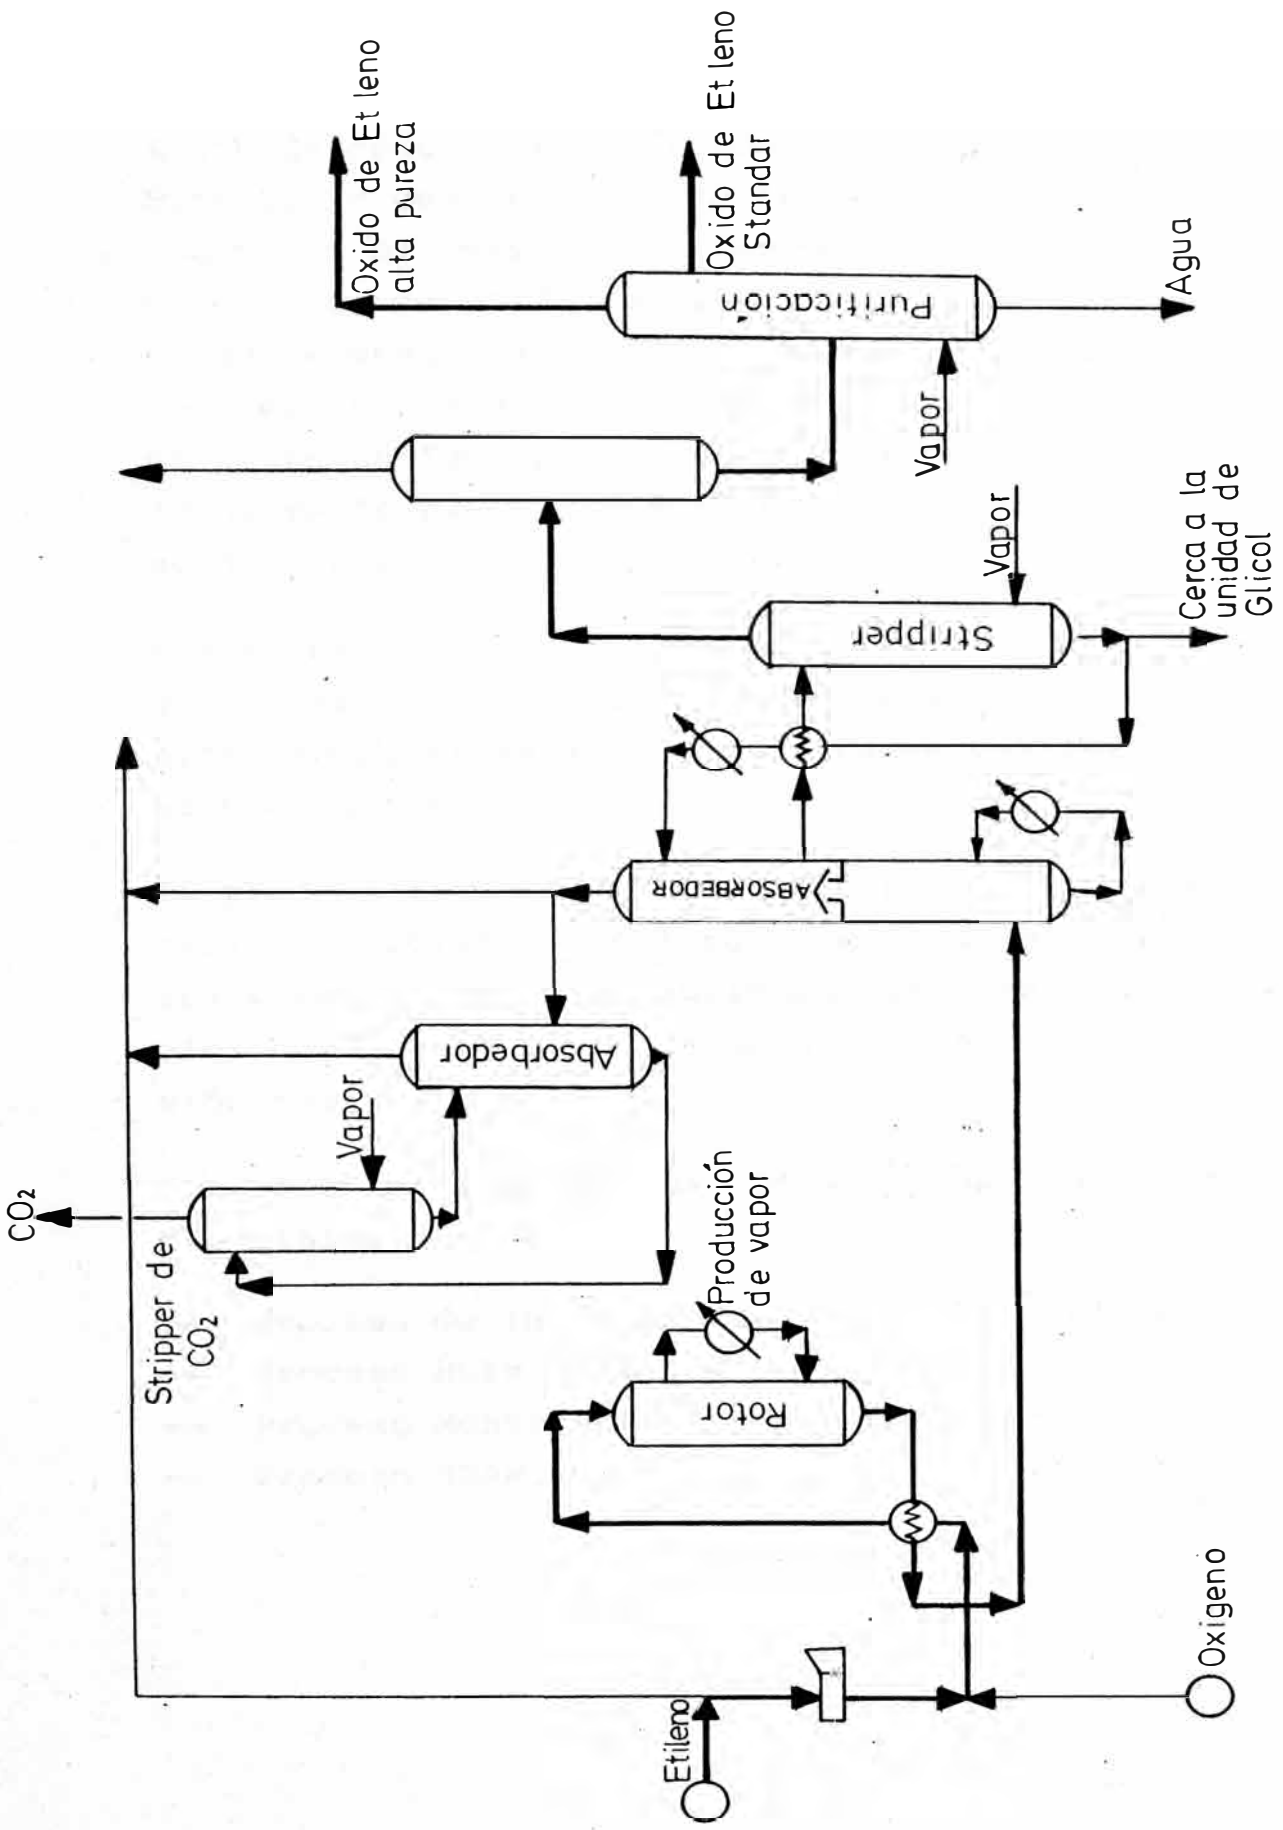 CO2
Stripper de
CO2
Vapor
Oxido de Et leno
alta pureza
Absorbedor
Etileno
ABSORBEDOR
Oxido de Et leno
Standar
Producción
de vapor
Rotor
Purificación
Stripper
Vapor
Vapor
Oxigeno
Cerca a la
unidad de
Glicol
Agua